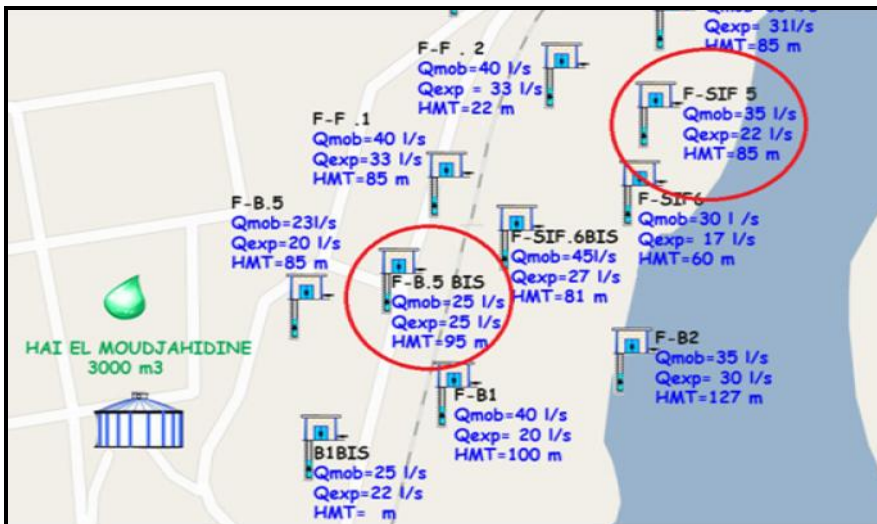 Qexp= 31l/s
HMT=85 m
F-F . 2
Qmob=40 l/s
Qexp = 33 l/s
HMT=22 m
F-SIF 5
Qmob=35 l/s
Qexp=22 l/s
HMT=85 m
F-F .1
Qmob=40 l/s
Qexp=33 l/s
HMT=85 m
F-B.5
Qmob=23l/s
Qexp=20 l/s
HMT=85 m
F-SIF6
Qmob=30 l /s
Qexp= 17 l/s
HMT=60 m
F-SIF.6BIS
Qmob=45l/s
Qexp=27 l/s
HMT=81 m
F-B.5 BIS
Qmob=25 l/s
Qexp=25 l/s
HMT=95 m
HAI EL MOUDJAHIDINE
3000 m3
F-B2
Qmob=35 l/s
Qexp= 30 l/s
HMT=127 m
F-B1
Qmob=40 l/s
Qexp= 20 l/s
HMT=100 m
B1BIS
Qmob=25 l/s
Qexp=22 l/s
HMT= m